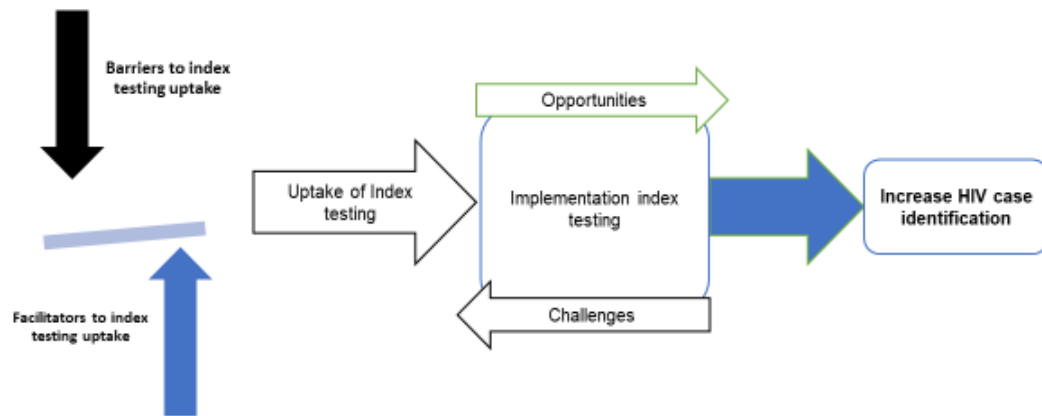 Barriers to index
testing uptake
Facilitators to index
testing uptake
Uptake of Index
testing
Opportunities
Implementation index
testing
Challenges
Increase HIV case
identification